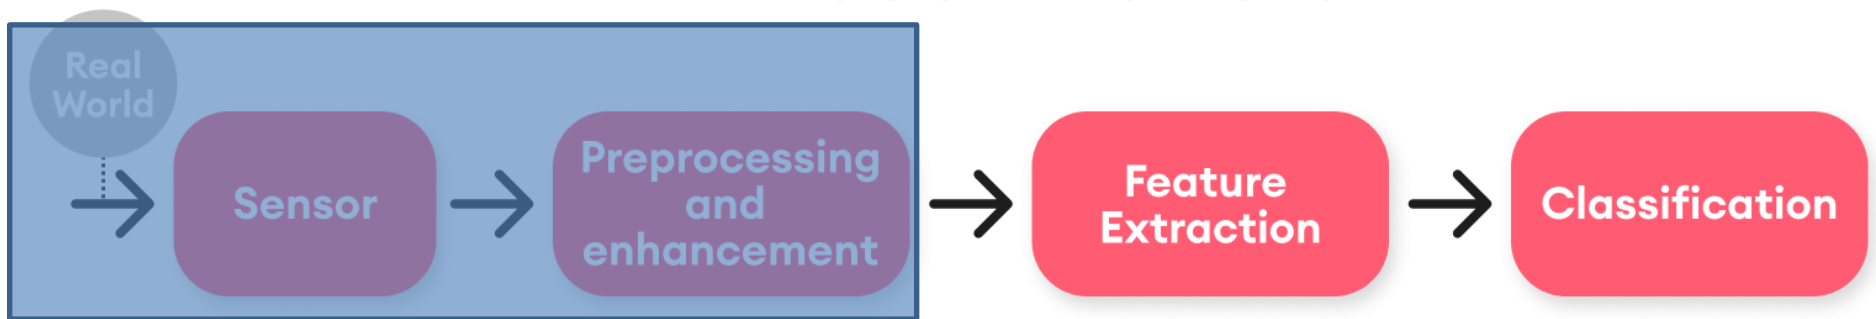 Real
World
Sensor
Preprocessing
and
enhancement
Feature
Extraction
Classification